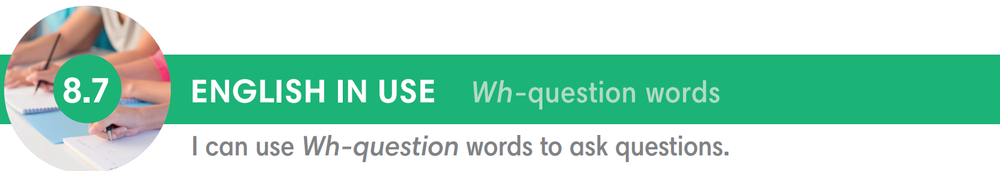 8.7 ENGLISH IN USE Wh-question words
I can use Wh-question words to ask questions.